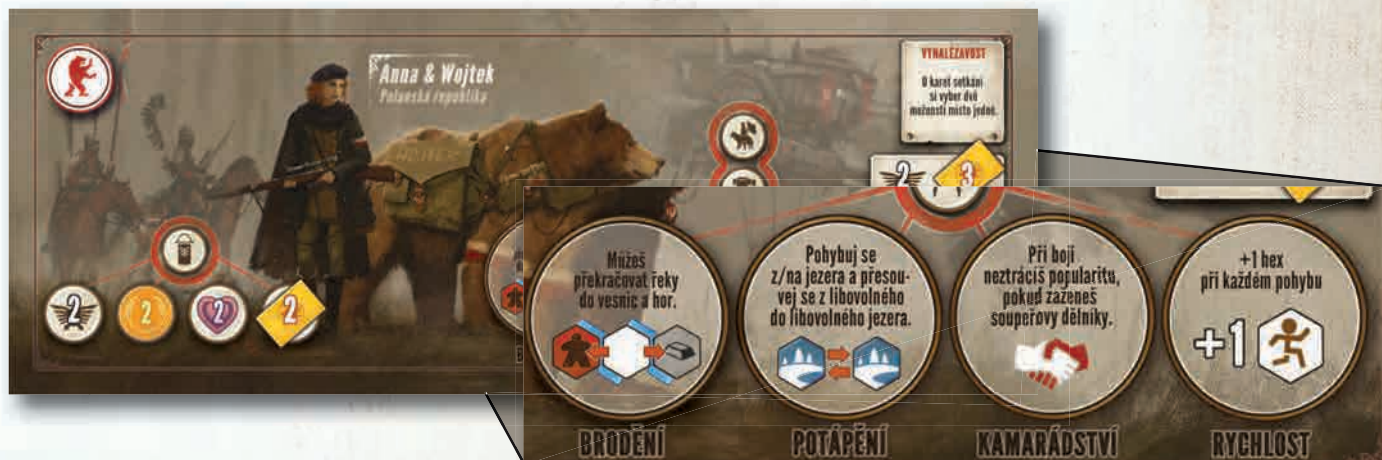 Anna & Wojtek
Polanská republika
VYNALÉZAVOST
U karet setkání
si vyber dvě
možnosti místo jedné.
2
3
2
2
2
2
Můžeš
překračovat řeky
do vesnic a hor.
BRODĚNÍ
Pohybuj se
z/na jezera a přesou-
vej se z libovolného
do libovolného jezera.
POTÁPĚNÍ
Při boji
neztrácíš popularitu,
pokud zaženeš
soupeřovy dělníky.
KAMARÁDSTVÍ
+1 hex
při každém pohybu
+1
RYCHLOST